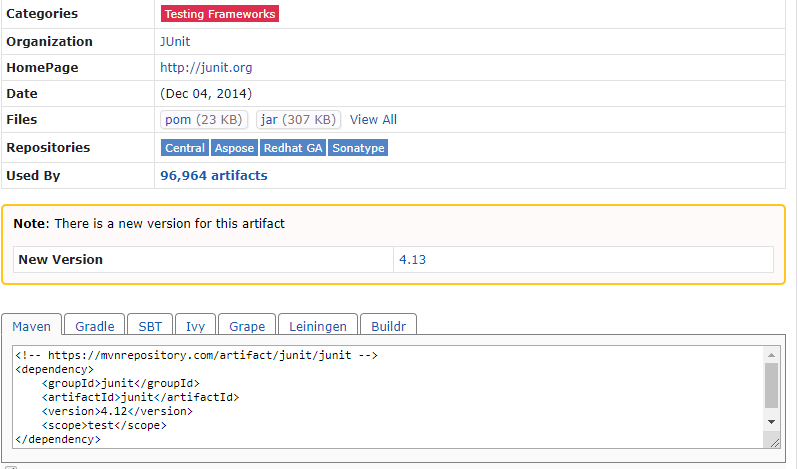 Categories Testing Frameworks
Organization JUnit
HomePage http://junit.org
Date (Dec 04, 2014)
Files pom (23 KB) jar (307 KB) View All
Repositories Central Aspose Redhat GA Sonatype
Used By 96,964 artifacts
Note: There is a new version for this artifact
New Version 4.13
Maven Gradle SBT Ivy Grape Leiningen Buildr
<!-- https://mvnrepository.com/artifact/junit/junit -->
<dependency>
    <groupId>junit</groupId>
    <artifactId>junit</artifactId>
    <version>4.12</version>
    <scope>test</scope>
</dependency>